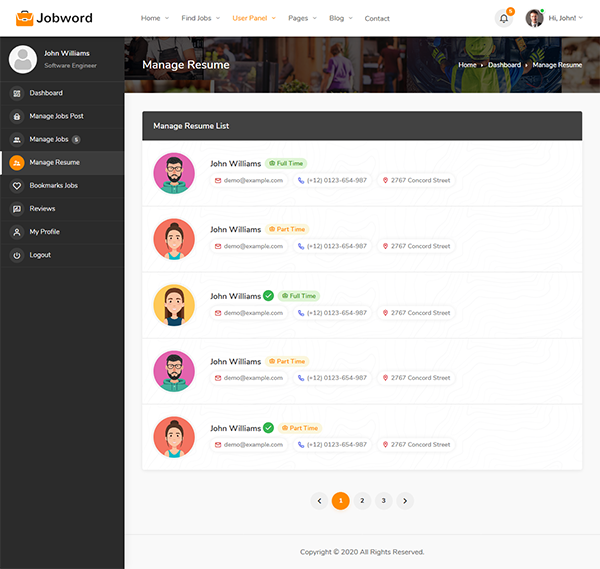 Jobword
Home Find Jobs User Panel Pages Blog Contact
5
Hi, John!
John Williams
Software Engineer
Dashboard
Manage Jobs Post
Manage Jobs 5
Manage Resume
Bookmarks Jobs
Reviews
My Profile
Logout
Manage Resume
Home Dashboard Manage Resume
Manage Resume List
John Williams Full Time
demo@example.com (+12) 0123-654-987 2767 Concord Street
John Williams Part Time
demo@example.com (+12) 0123-654-987 2767 Concord Street
John Williams Full Time
demo@example.com (+12) 0123-654-987 2767 Concord Street
John Williams Part Time
demo@example.com (+12) 0123-654-987 2767 Concord Street
John Williams Part Time
demo@example.com (+12) 0123-654-987 2767 Concord Street
1 2 3
Copyright © 2020 All Rights Reserved.